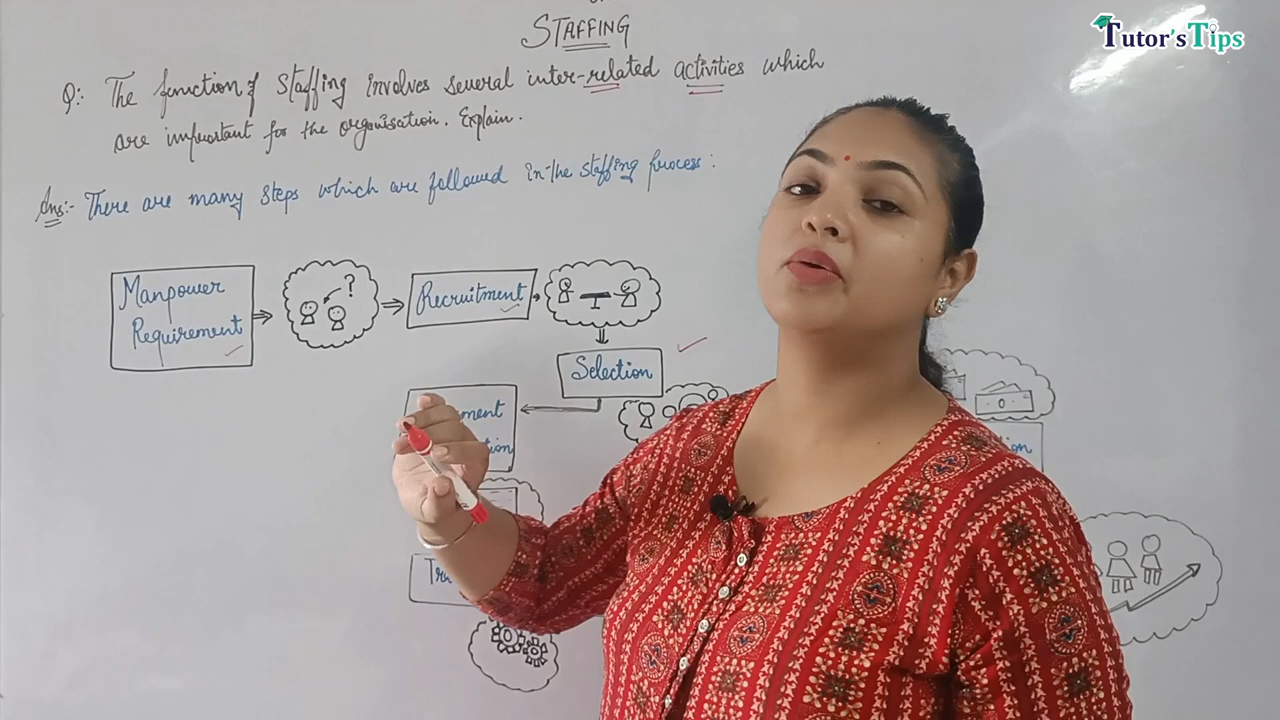 Tutor'sTips
STAFFING
Q:. The function of Staffing involves several inter-related activities which
are important for the organisation. Explain.
Ans:- There are many steps which are followed in the staffing process:
Manpower
Requirement
?
Recruitment
Selection